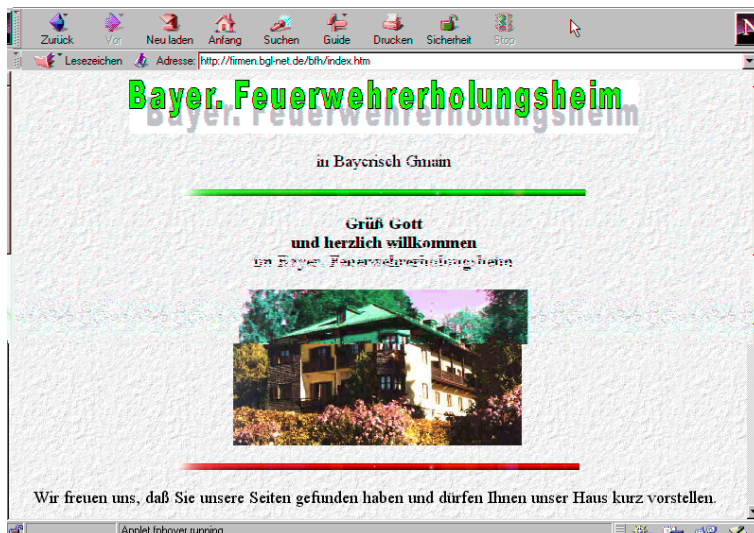 Zurück Vor Neu laden Anfang Suchen Guide Drucken Sicherheit Stop
Lesezeichen Adresse: http://firmen.bgl-net.de/bfh/index.htm
Bayer. Feuerwehrerholungsheim
in Bayerisch Gmain
Grüß Gott
und herzlich willkommen
im Bayer. Feuerwehrerholungsheim
Wir freuen uns, daß Sie unsere Seiten gefunden haben und dürfen Ihnen unser Haus kurz vorstellen.
Applet fphover running